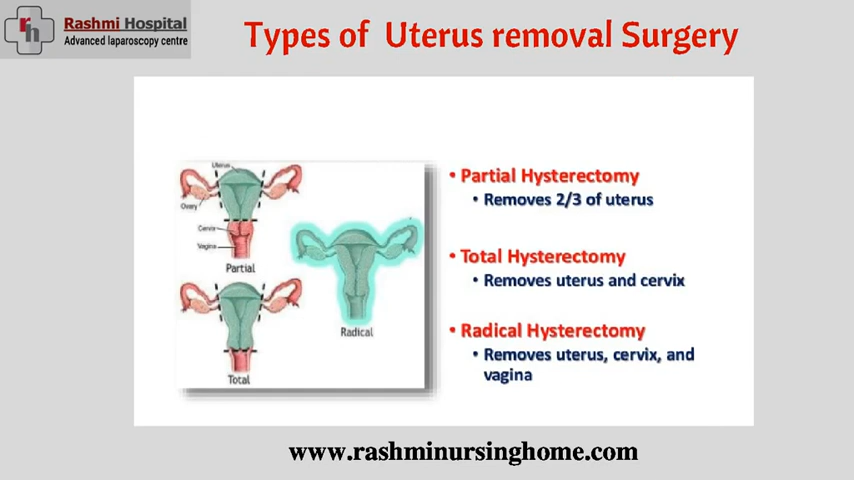 rh
Rashmi Hospital
Advanced laparoscopy centre
Types of Uterus removal Surgery
Uterus
Ovary
Cervix
Vagina
Partial
Total
Radical
• Partial Hysterectomy
• Removes 2/3 of uterus
• Total Hysterectomy
• Removes uterus and cervix
• Radical Hysterectomy
• Removes uterus, cervix, and
vagina
www.rashminursinghome.com